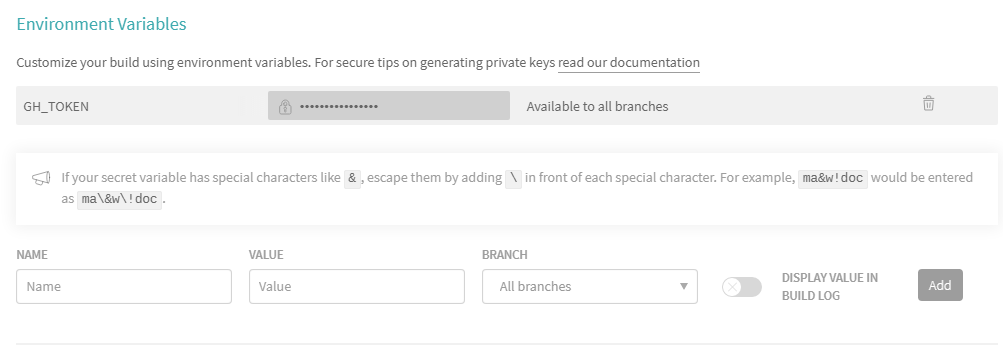 Environment Variables
Customize your build using environment variables. For secure tips on generating private keys read our documentation
GH_TOKEN •••••••••••••••• Available to all branches
If your secret variable has special characters like & , escape them by adding \ in front of each special character. For example, ma&w!doc would be entered
as ma\&w\!doc .
NAME VALUE BRANCH
Name Value All branches DISPLAY VALUE IN BUILD LOG Add